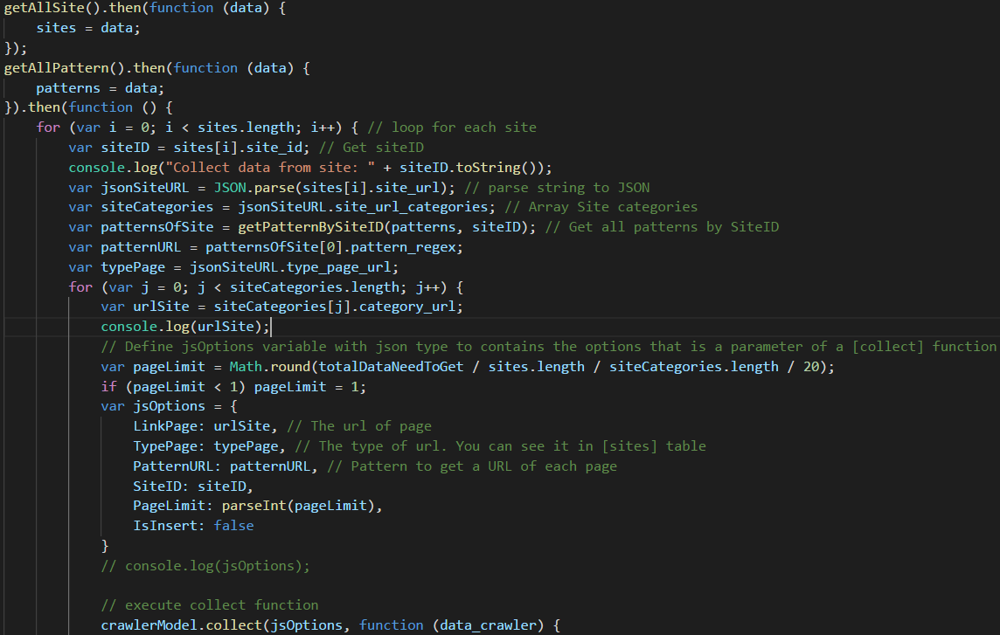 getAllSite().then(function (data) {
    sites = data;
});
getAllPattern().then(function (data) {
    patterns = data;
}).then(function () {
    for (var i = 0; i < sites.length; i++) { // loop for each site
        var siteID = sites[i].site_id; // Get siteID
        console.log("Collect data from site: " + siteID.toString());
        var jsonSiteURL = JSON.parse(sites[i].site_url); // parse string to JSON
        var siteCategories = jsonSiteURL.site_url_categories; // Array Site categories
        var patternsOfSite = getPatternBySiteID(patterns, siteID); // Get all patterns by SiteID
        var patternURL = patternsOfSite[0].pattern_regex;
        var typePage = jsonSiteURL.type_page_url;
        for (var j = 0; j < siteCategories.length; j++) {
            var urlSite = siteCategories[j].category_url;
            console.log(urlSite);
            // Define jsOptions variable with json type to contains the options that is a parameter of a [collect] function
            var pageLimit = Math.round(totalDataNeedToGet / sites.length / siteCategories.length / 20);
            if (pageLimit < 1) pageLimit = 1;
            var jsOptions = {
                LinkPage: urlSite, // The url of page
                TypePage: typePage, // The type of url. You can see it in [sites] table
                PatternURL: patternURL, // Pattern to get a URL of each page
                SiteID: siteID,
                PageLimit: parseInt(pageLimit),
                IsInsert: false
            }
            // console.log(jsOptions);
            // execute collect function
            crawlerModel.collect(jsOptions, function (data_crawler) {